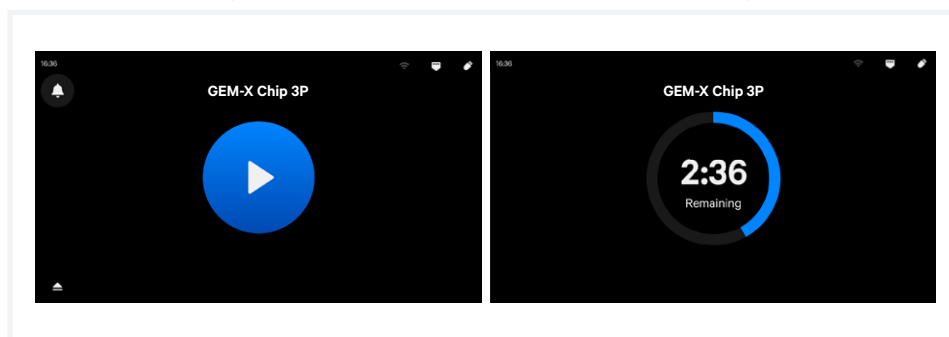 16:36
GEM-X Chip 3P
16:36
GEM-X Chip 3P
2:36
Remaining